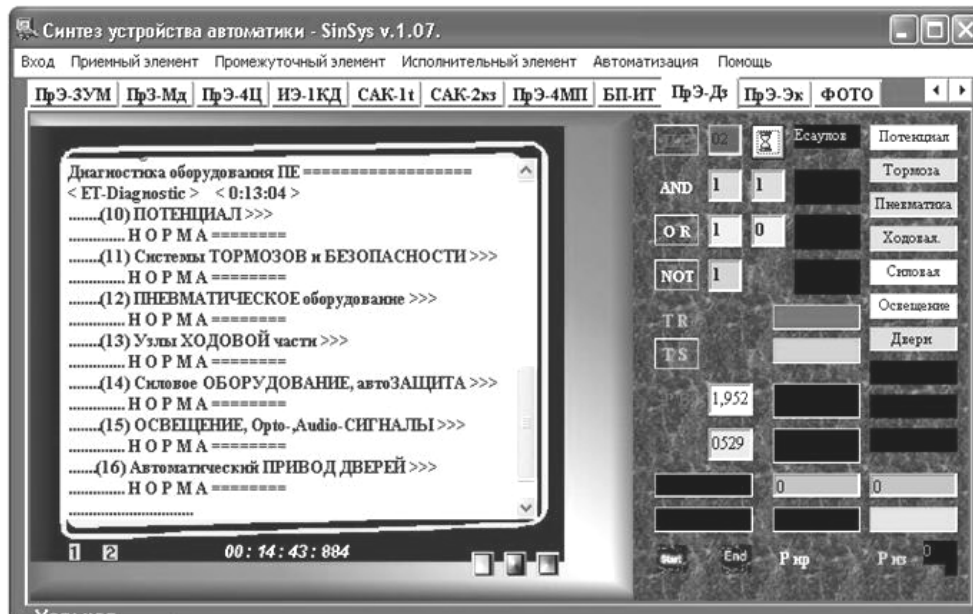 Синтез устройства автоматики - SinSys v.1.07.
Вход Приемный элемент Промежуточный элемент Исполнительный элемент Автоматизация Помощь
ПрЭ-ЗУМ ПрЗ-Мд ПрЭ-4Ц ИЭ-1КД САК-1t САК-2кз ПрЭ-4МП БП-ИТ ПрЭ-Дз ПрЭ-Эк ФОТО
Диагностика оборудования ПЕ ==================
< ET-Diagnostic > < 0:13:04 >
........(10) ПОТЕНЦИАЛ >>>
.............. Н О Р М А ========
........(11) Системы ТОРМОЗОВ и БЕЗОПАСНОСТИ >>>
.............. Н О Р М А ========
........(12) ПНЕВМАТИЧЕСКОЕ оборудование >>>
.............. Н О Р М А ========
........(13) Узлы ХОДОВОЙ части >>>
.............. Н О Р М А ========
........(14) Силовое ОБОРУДОВАНИЕ, автоЗАЩИТА >>>
.............. Н О Р М А ========
........(15) ОСВЕЩЕНИЕ, Opto-,Audio-СИГНАЛЫ >>>
.............. Н О Р М А ========
........(16) Автоматический ПРИВОД ДВЕРЕЙ >>>
.............. Н О Р М А ========
...............................
1 2 00 : 14 : 43 : 884
02 Есаулов
AND 1 1
O R 1 0
NOT 1
T R
T S
1,952
0529
0 0
Start End Р нр Р нз 0
Потенциал
Тормоза
Пневматика
Ходовая.
Силовая
Освещение
Двери